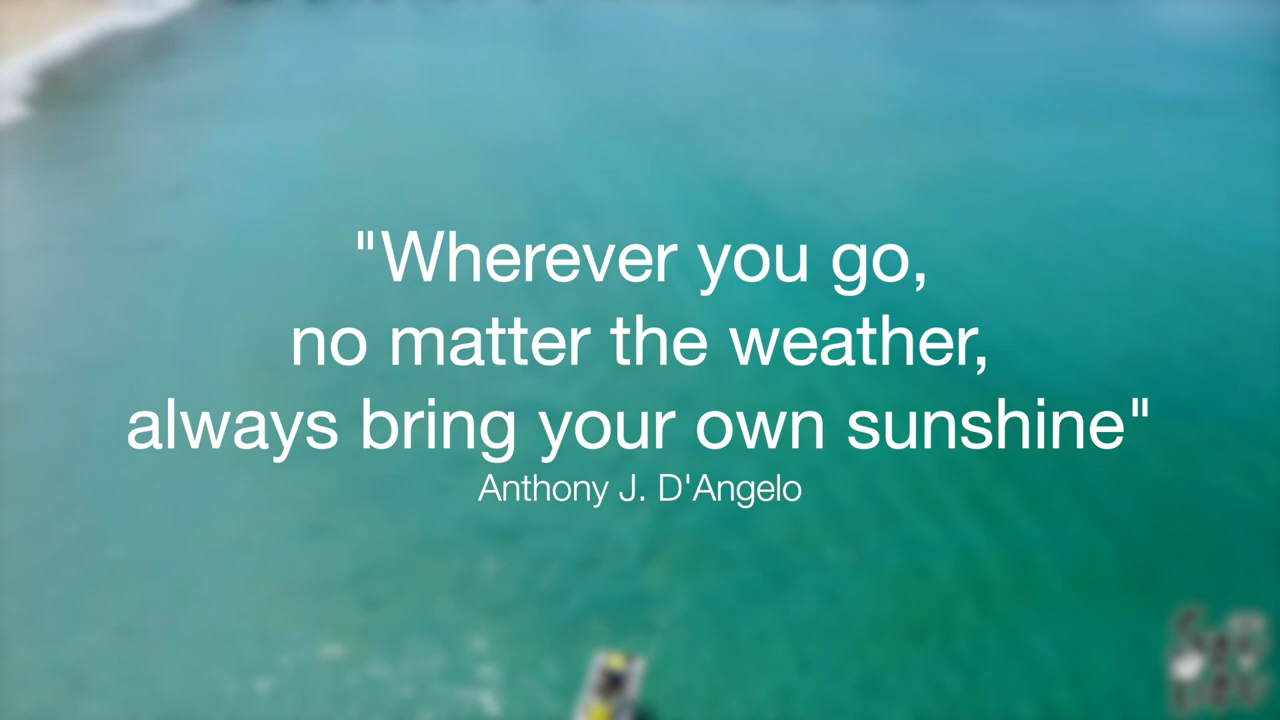 "Wherever you go,
no matter the weather,
always bring your own sunshine"
Anthony J. D'Angelo